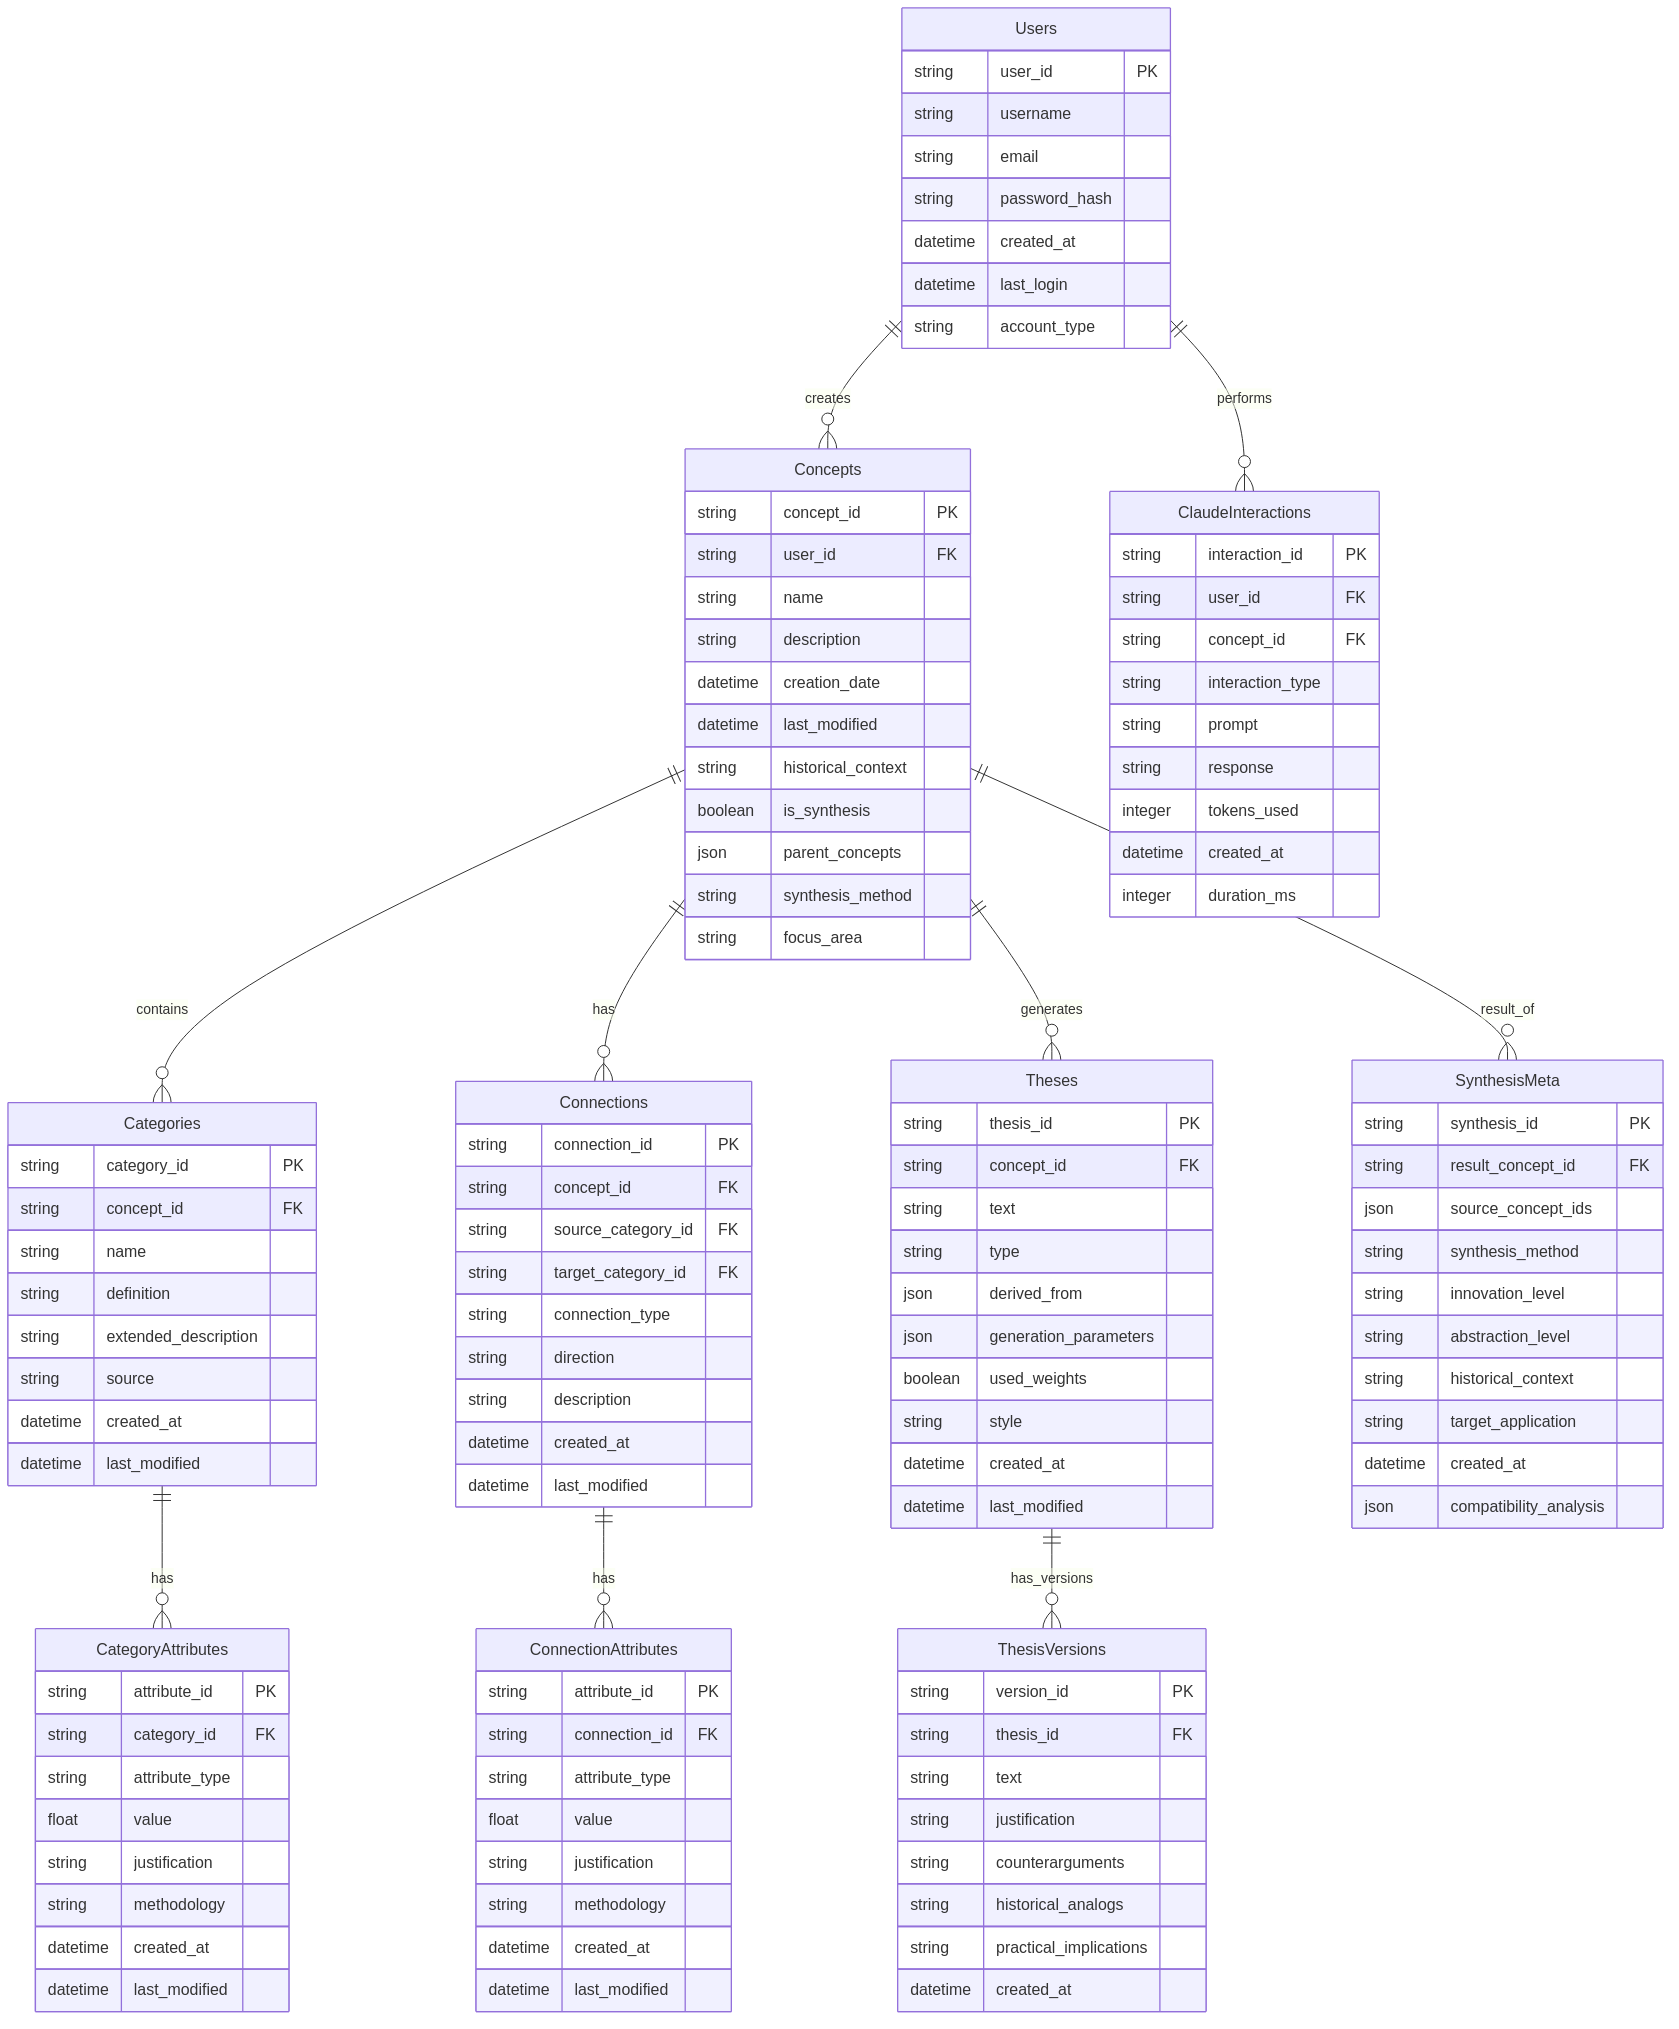 Users
string user_id PK
string username
string email
string password_hash
datetime created_at
datetime last_login
string account_type
creates
performs
Concepts
string concept_id PK
string user_id FK
string name
string description
datetime creation_date
datetime last_modified
string historical_context
boolean is_synthesis
json parent_concepts
string synthesis_method
string focus_area
ClaudeInteractions
string interaction_id PK
string user_id FK
string concept_id FK
string interaction_type
string prompt
string response
integer tokens_used
datetime created_at
integer duration_ms
contains
has
generates
result_of
Categories
string category_id PK
string concept_id FK
string name
string definition
string extended_description
string source
datetime created_at
datetime last_modified
Connections
string connection_id PK
string concept_id FK
string source_category_id FK
string target_category_id FK
string connection_type
string direction
string description
datetime created_at
datetime last_modified
Theses
string thesis_id PK
string concept_id FK
string text
string type
json derived_from
json generation_parameters
boolean used_weights
string style
datetime created_at
datetime last_modified
SynthesisMeta
string synthesis_id PK
string result_concept_id FK
json source_concept_ids
string synthesis_method
string innovation_level
string abstraction_level
string historical_context
string target_application
datetime created_at
json compatibility_analysis
has
has
has_versions
CategoryAttributes
string attribute_id PK
string category_id FK
string attribute_type
float value
string justification
string methodology
datetime created_at
datetime last_modified
ConnectionAttributes
string attribute_id PK
string connection_id FK
string attribute_type
float value
string justification
string methodology
datetime created_at
datetime last_modified
ThesisVersions
string version_id PK
string thesis_id FK
string text
string justification
string counterarguments
string historical_analogs
string practical_implications
datetime created_at